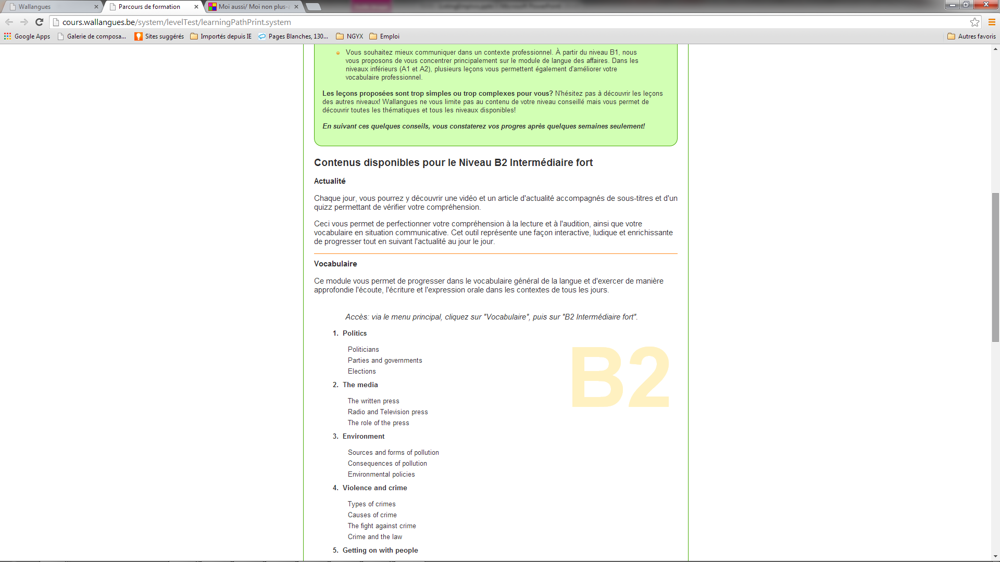 Wallangues
Parcours de formation
Moi aussi/ Moi non plus-
cours.wallangues.be/system/levelTest/learningPathPrint.system
Google Apps
Galerie de composa...
Sites suggérés
Importés depuis IE
Pages Blanches, 130...
NGYX
Emploi
Autres favoris
Vous souhaitez mieux communiquer dans un contexte professionnel. À partir du niveau B1, nous
vous proposons de vous concentrer principalement sur le module de langue des affaires. Dans les
niveaux inférieurs (A1 et A2), plusieurs leçons vous permettent également d'améliorer votre
vocabulaire professionnel.
Les leçons proposées sont trop simples ou trop complexes pour vous? N'hésitez pas à découvrir les leçons
des autres niveaux! Wallangues ne vous limite pas au contenu de votre niveau conseillé mais vous permet de
découvrir toutes les thématiques et tous les niveaux disponibles!
En suivant ces quelques conseils, vous constaterez vos progres après quelques semaines seulement!
Contenus disponibles pour le Niveau B2 Intermédiaire fort
Actualité
Chaque jour, vous pourrez y découvrir une vidéo et un article d'actualité accompagnés de sous-titres et d'un
quizz permettant de vérifier votre compréhension.
Ceci vous permet de perfectionner votre compréhension à la lecture et à l'audition, ainsi que votre
vocabulaire en situation communicative. Cet outil représente une façon interactive, ludique et enrichissante
de progresser tout en suivant l'actualité au jour le jour.
Vocabulaire
Ce module vous permet de progresser dans le vocabulaire général de la langue et d'exercer de manière
approfondie l'écoute, l'écriture et l'expression orale dans les contextes de tous les jours.
Accès: via le menu principal, cliquez sur "Vocabulaire", puis sur "B2 Intermédiaire fort".
1. Politics
Politicians
Parties and governments
Elections
B2
2. The media
The written press
Radio and Television press
The role of the press
3. Environment
Sources and forms of pollution
Consequences of pollution
Environmental policies
4. Violence and crime
Types of crimes
Causes of crime
The fight against crime
Crime and the law
5. Getting on with people